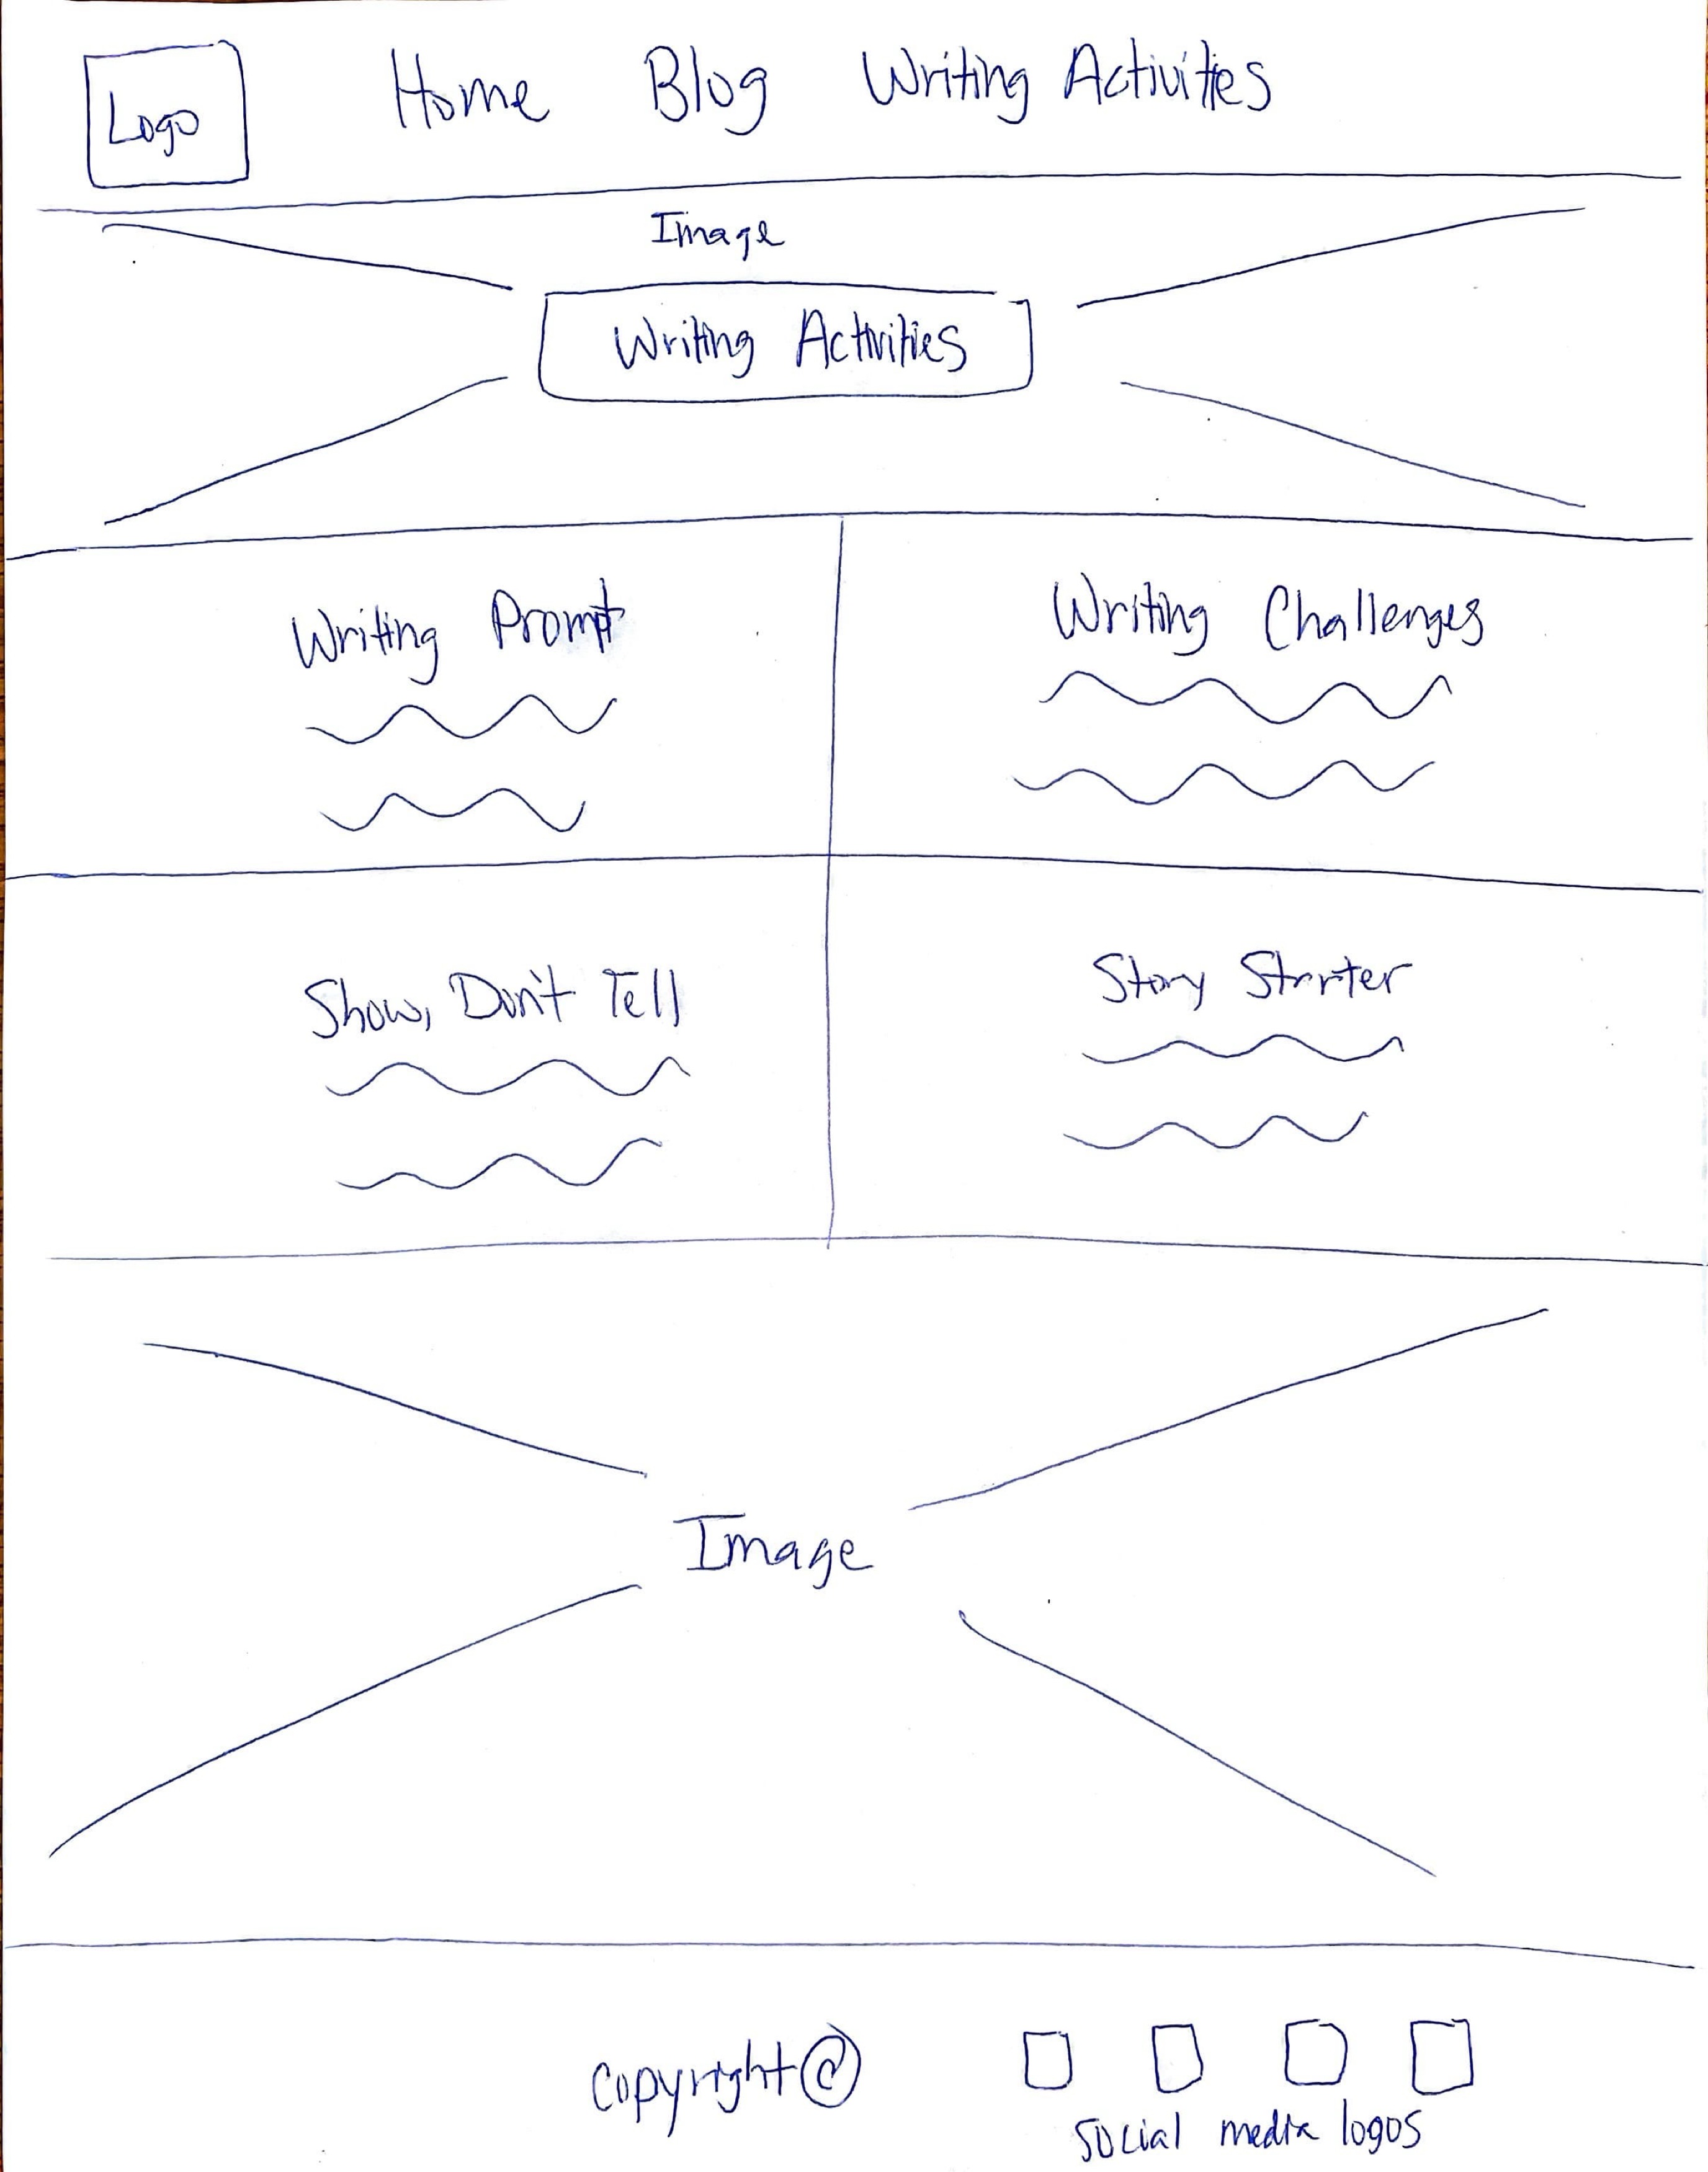 Logo Home Blog Writing Activities
Image
Writing Activities
Writing Prompt
Writing Challenges
Show, Don't Tell
Story Starter
Image
Copyright ©
social media logos